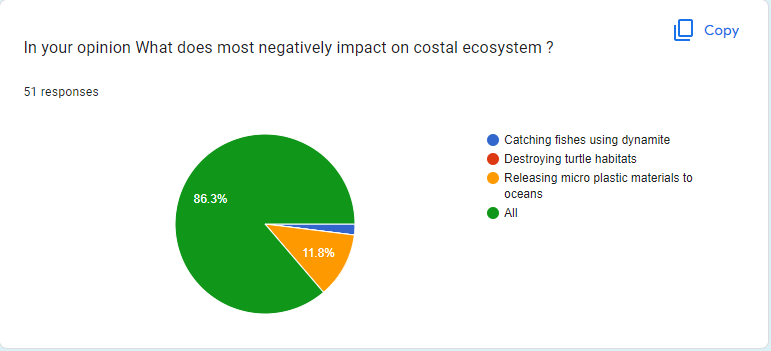 Copy
In your opinion What does most negatively impact on costal ecosystem ?
51 responses
86.3%
11.8%
Catching fishes using dynamite
Destroying turtle habitats
Releasing micro plastic materials to
oceans
All